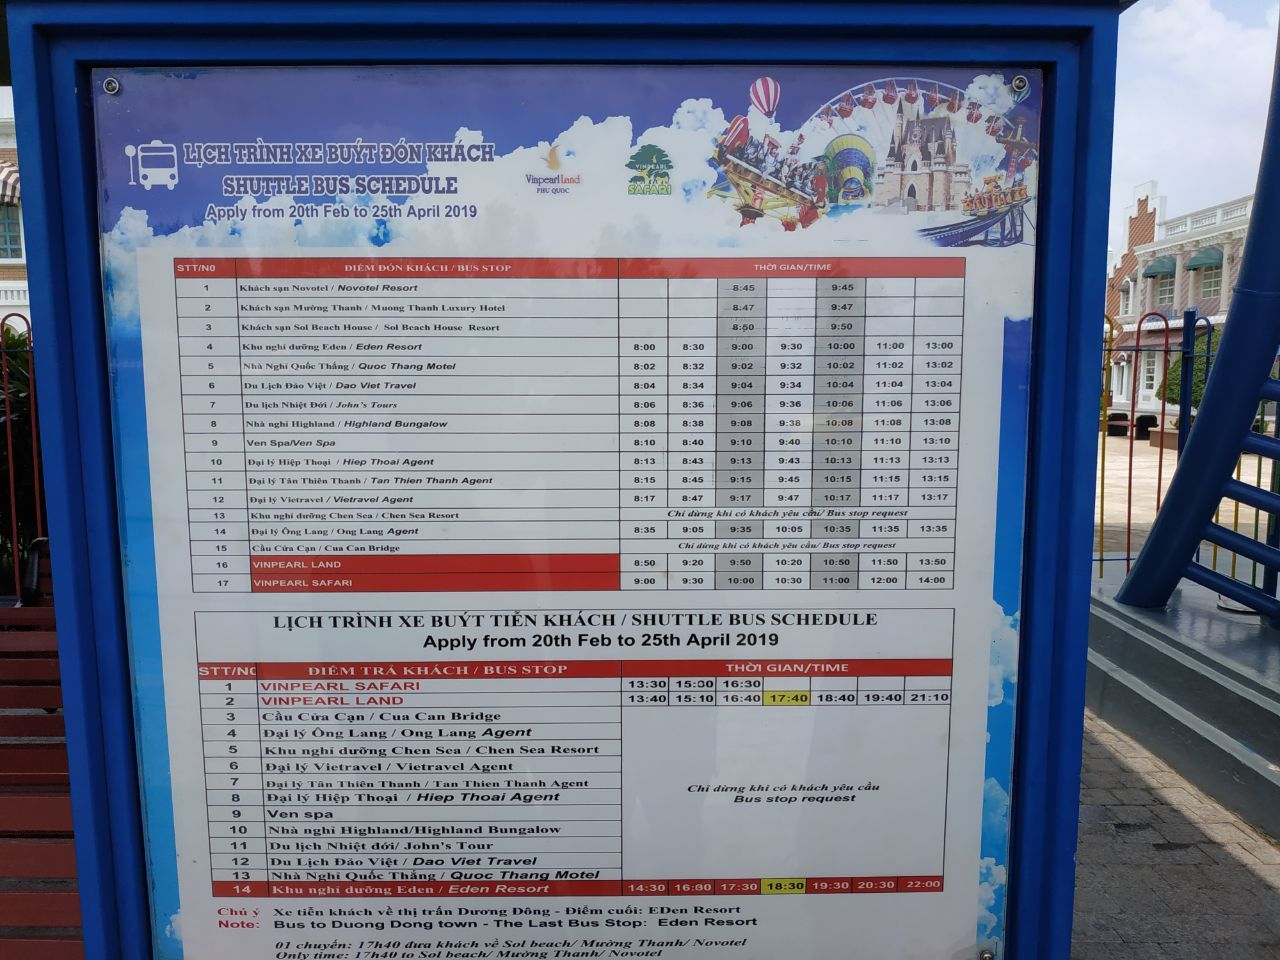 LỊCH TRÌNH XE BUÝT ĐÓN KHÁCH
SHUTTLE BUS SCHEDULE
Apply from 20th Feb to 25th April 2019
VinpearlLand
PHU QUOC
VINPEARL
SAFARI
STT/N0 ĐIỂM ĐÓN KHÁCH / BUS STOP THỜI GIAN/TIME
1 Khách sạn Novotel / Novotel Resort 8:45 9:45
2 Khách sạn Mường Thanh / Muong Thanh Luxury Hotel 8:47 9:47
3 Khách sạn Sol Beach House / Sol Beach House Resort 8:50 9:50
4 Khu nghỉ dưỡng Eden / Eden Resort 8:00 8:30 9:00 9:30 10:00 11:00 13:00
5 Nhà Nghỉ Quốc Thắng / Quoc Thang Motel 8:02 8:32 9:02 9:32 10:02 11:02 13:02
6 Du Lịch Đảo Việt / Dao Viet Travel 8:04 8:34 9:04 9:34 10:04 11:04 13:04
7 Du lịch Nhiệt Đới / John's Tours 8:06 8:36 9:06 9:36 10:06 11:06 13:06
8 Nhà nghỉ Highland / Highland Bungalow 8:08 8:38 9:08 9:38 10:08 11:08 13:08
9 Ven Spa/Ven Spa 8:10 8:40 9:10 9:40 10:10 11:10 13:10
10 Đại lý Hiệp Thoại / Hiep Thoai Agent 8:13 8:43 9:13 9:43 10:13 11:13 13:13
11 Đại lý Tân Thiên Thanh / Tan Thien Thanh Agent 8:15 8:45 9:15 9:45 10:15 11:15 13:15
12 Đại lý Vietravel / Vietravel Agent 8:17 8:47 9:17 9:47 10:17 11:17 13:17
13 Khu nghỉ dưỡng Chen Sea / Chen Sea Resort Chỉ dừng khi có khách yêu cầu/ Bus stop request
14 Đại lý Ông Lang / Ong Lang Agent 8:35 9:05 9:35 10:05 10:35 11:35 13:35
15 Cầu Cửa Cạn / Cua Can Bridge Chỉ dừng khi có khách yêu cầu/ Bus stop request
16 VINPEARL LAND 8:50 9:20 9:50 10:20 10:50 11:50 13:50
17 VINPEARL SAFARI 9:00 9:30 10:00 10:30 11:00 12:00 14:00
LỊCH TRÌNH XE BUÝT TIỄN KHÁCH / SHUTTLE BUS SCHEDULE
Apply from 20th Feb to 25th April 2019
STT/NO ĐIỂM TRẢ KHÁCH / BUS STOP THỜI GIAN/TIME
1 VINPEARL SAFARI 13:30 15:00 16:30
2 VINPEARL LAND 13:40 15:10 16:40 17:40 18:40 19:40 21:10
3 Cầu Cửa Cạn / Cua Can Bridge
4 Đại lý Ông Lang / Ong Lang Agent
5 Khu nghỉ dưỡng Chen Sea / Chen Sea Resort
6 Đại lý Vietravel / Vietravel Agent
7 Đại lý Tân Thiên Thanh / Tan Thien Thanh Agent
Chỉ dừng khi có khách yêu cầu
8 Đại lý Hiệp Thoại / Hiep Thoai Agent
Bus stop request
9 Ven spa
10 Nhà nghỉ Highland/Highland Bungalow
11 Du lịch Nhiệt đới/ John's Tour
12 Du Lịch Đảo Việt / Dao Viet Travel
13 Nhà Nghỉ Quốc Thắng / Quoc Thang Motel
14 Khu nghỉ dưỡng Eden / Eden Resort 14:30 16:00 17:30 18:30 19:30 20:30 22:00
Chú ý Xe tiễn khách về thị trấn Dương Đông - Điểm cuối: EDen Resort
Note: Bus to Duong Dong town - The Last Bus Stop: Eden Resort
01 chuyến: 17h40 đưa khách về Sol beach/ Mường Thanh/ Novotel
Only time: 17h40 to Sol beach/ Mường Thanh/ Novotel